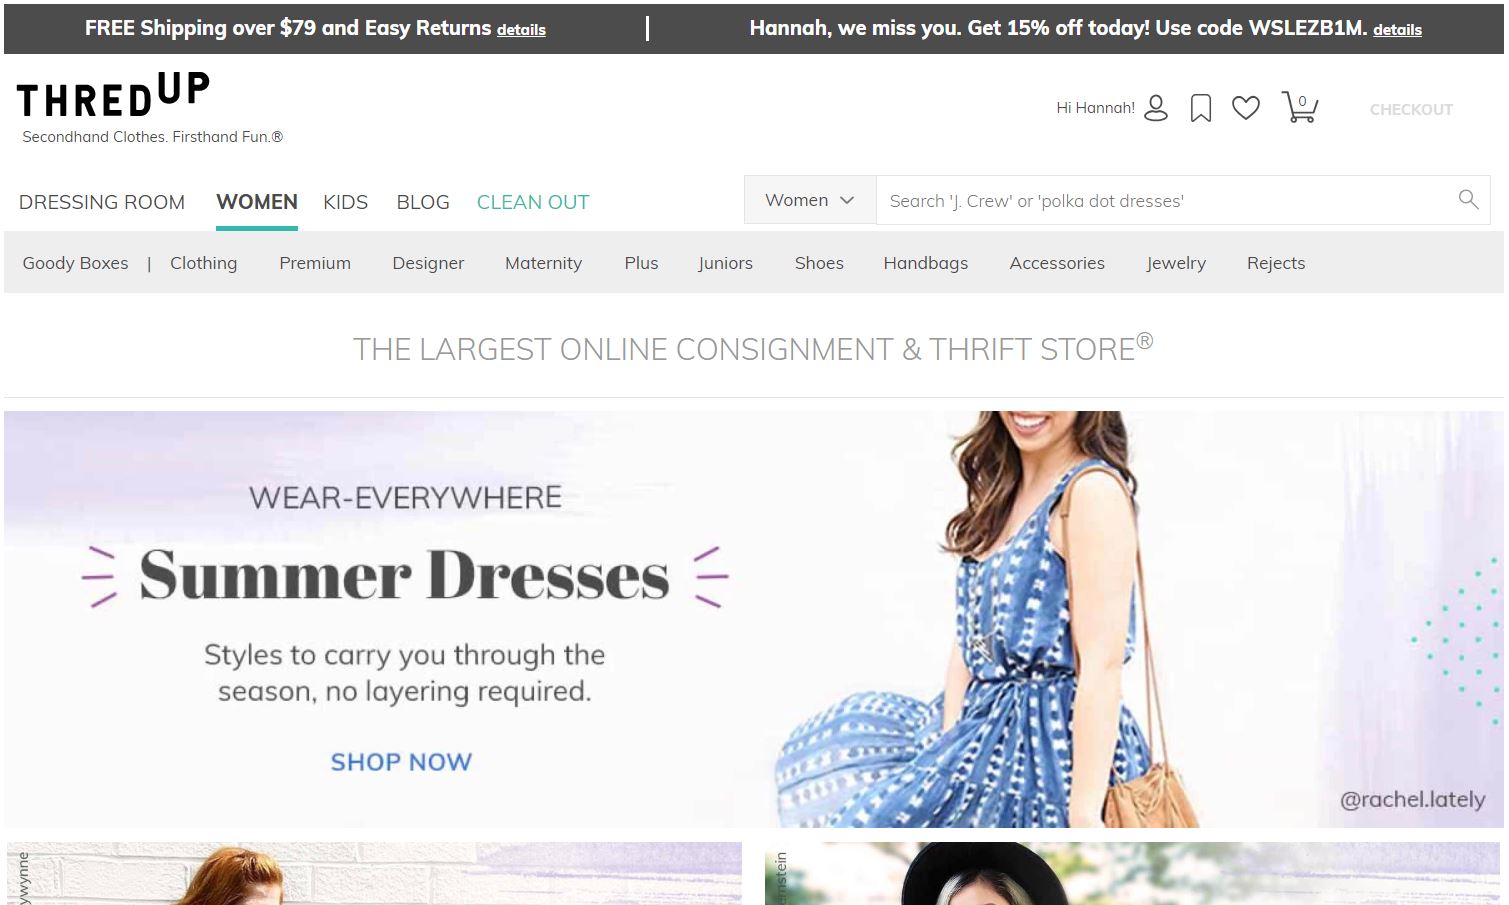 FREE Shipping over $79 and Easy Returns details
Hannah, we miss you. Get 15% off today! Use code WSLEZB1M. details
THREDUP
Secondhand Clothes. Firsthand Fun.®
Hi Hannah!
0
CHECKOUT
DRESSING ROOM WOMEN KIDS BLOG CLEAN OUT
Women
Search 'J. Crew' or 'polka dot dresses'
Goody Boxes | Clothing Premium Designer Maternity Plus Juniors Shoes Handbags Accessories Jewelry Rejects
THE LARGEST ONLINE CONSIGNMENT & THRIFT STORE®
WEAR-EVERYWHERE
Summer Dresses
Styles to carry you through the
season, no layering required.
SHOP NOW
@rachel.lately